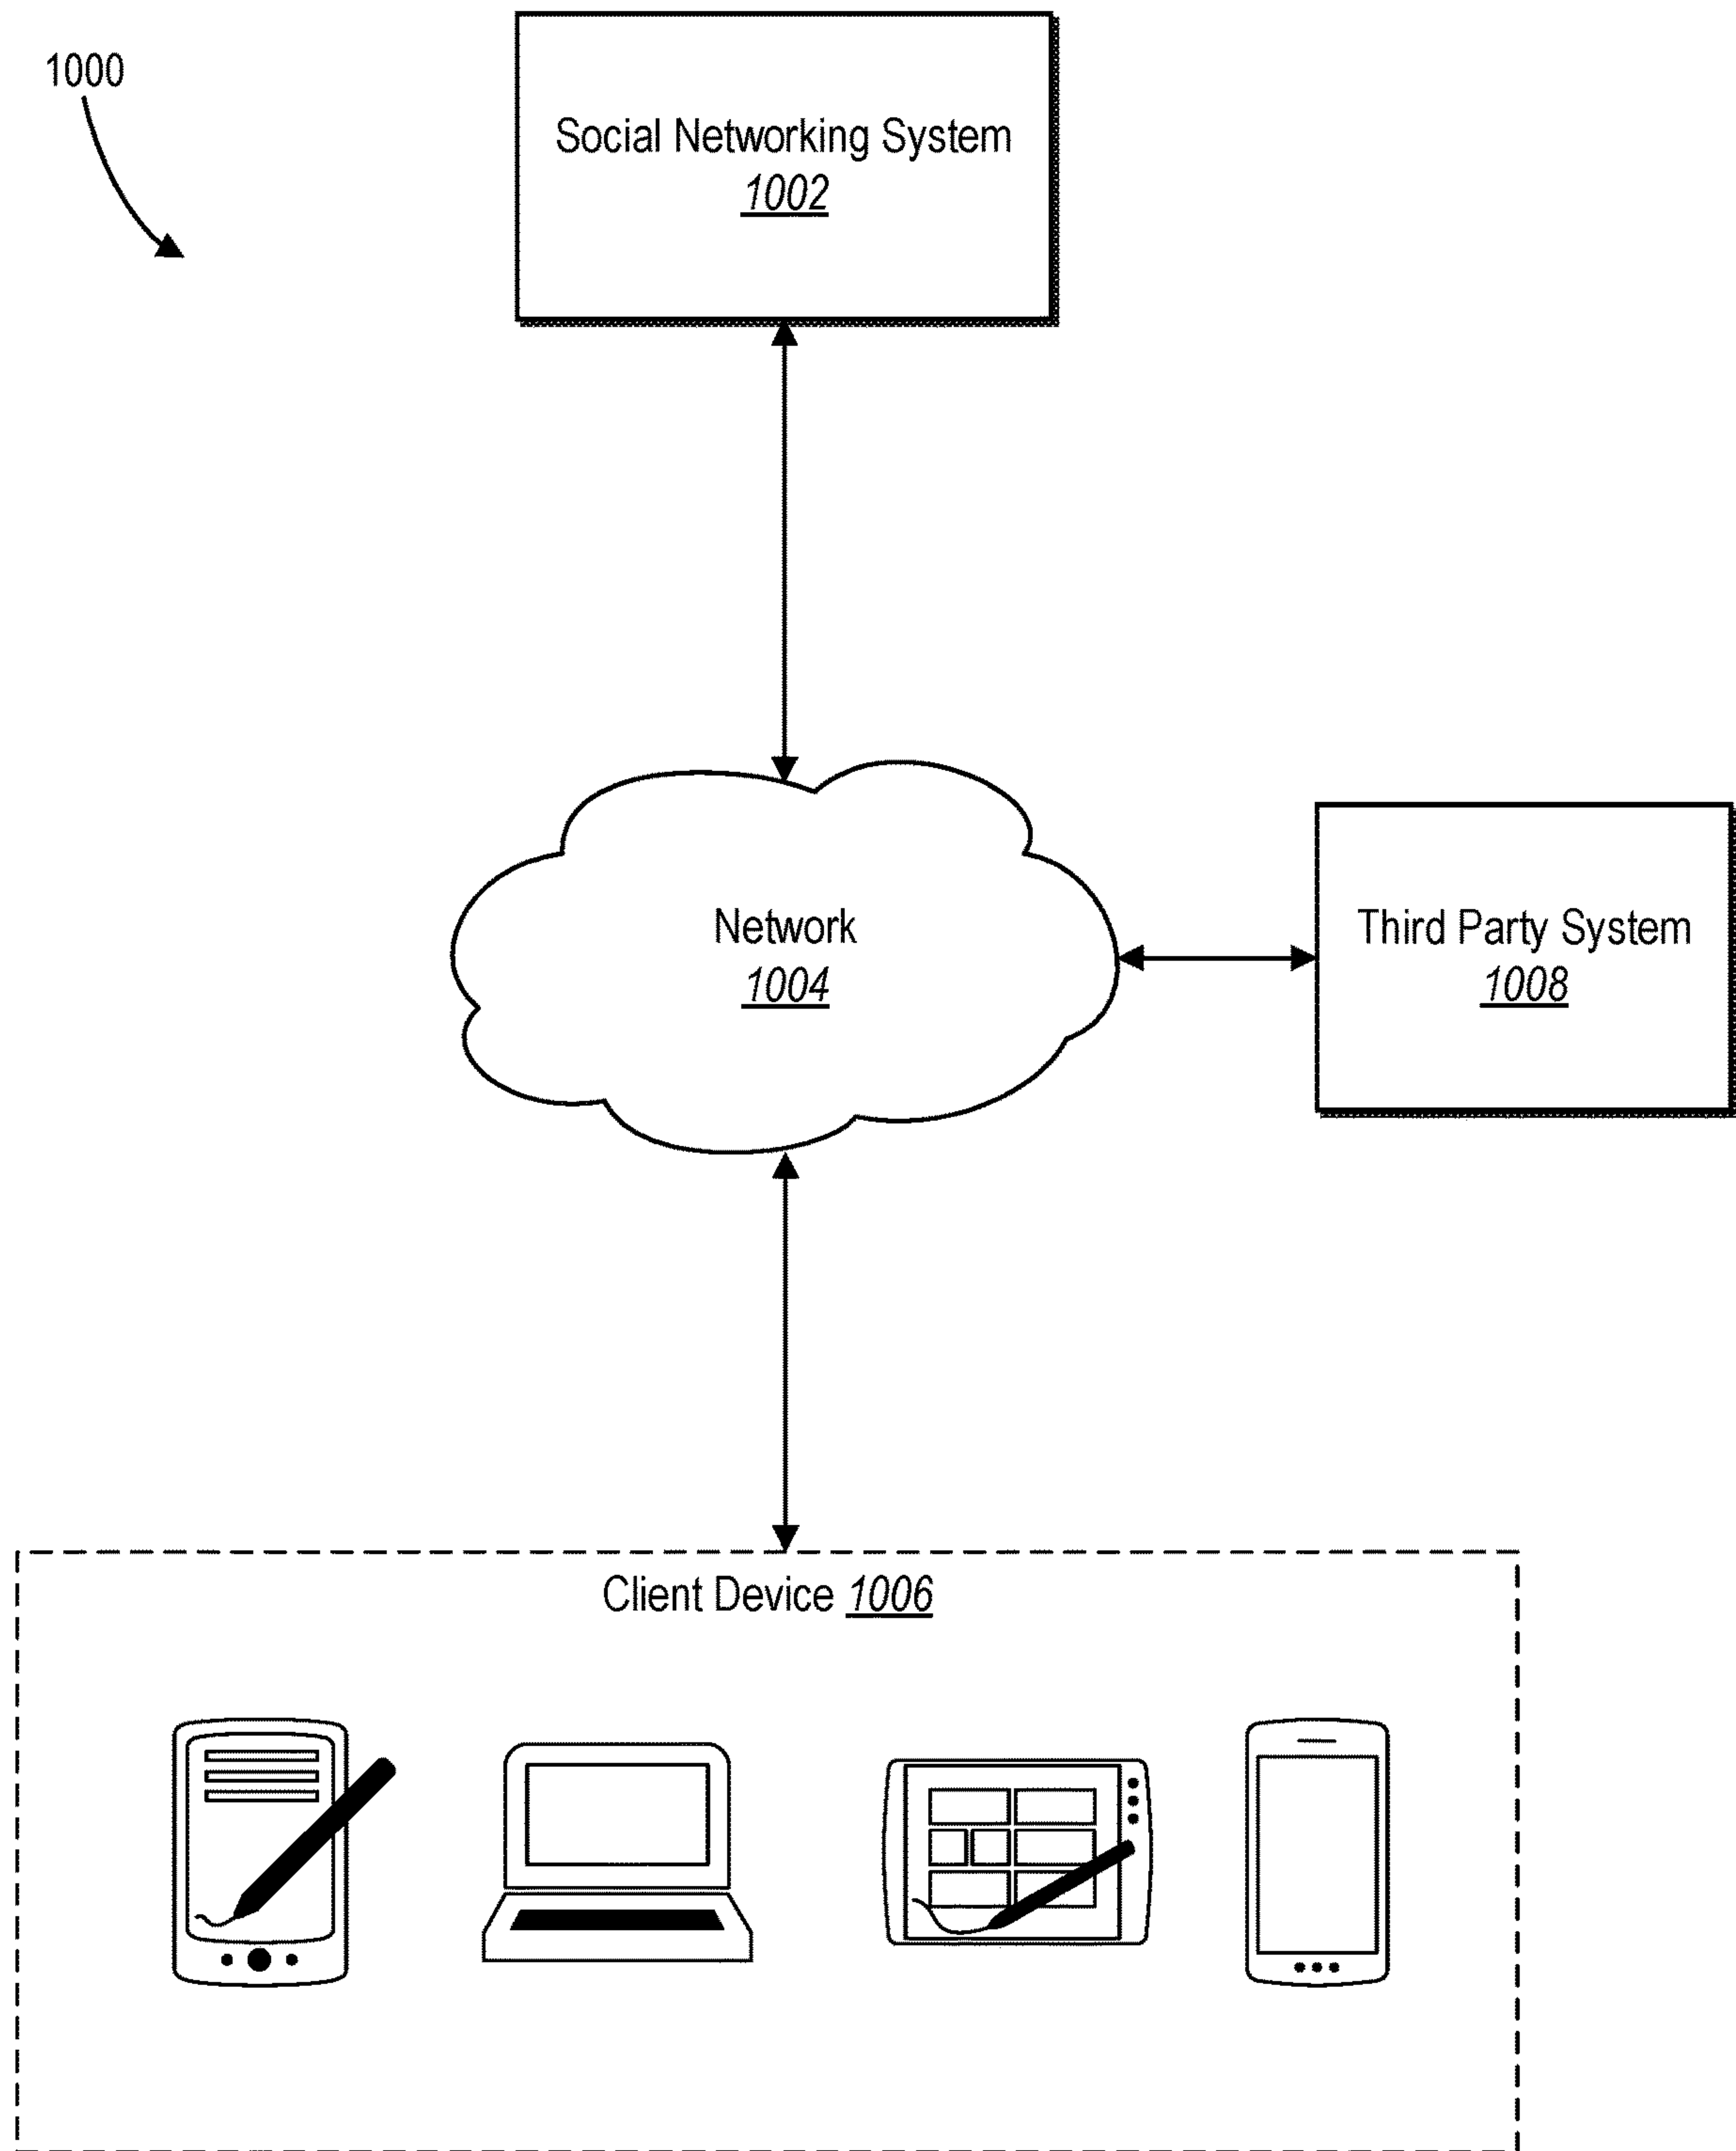 1000
Social Networking System
1002
Network
1004
Third Party System
1008
Client Device 1006